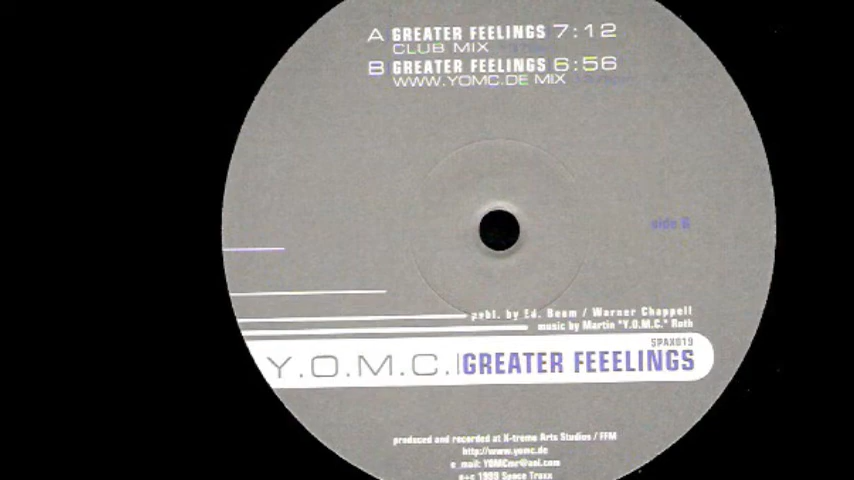 A GREATER FEELINGS 7:12
CLUB MIX
B GREATER FEELINGS 6:56
WWW.YOMC.DE MIX
side B
publ. by Ed. Beam / Warner Chappell
music by Martin "Y.O.M.C." Roth
SPAX019
Y.O.M.C.|GREATER FEEELINGS
produced and recorded at X-treme Arts Studios / FFM
http://www.yomc.de
e_mail: YOMCmr@aol.com
p+c 1999 Space Traxx